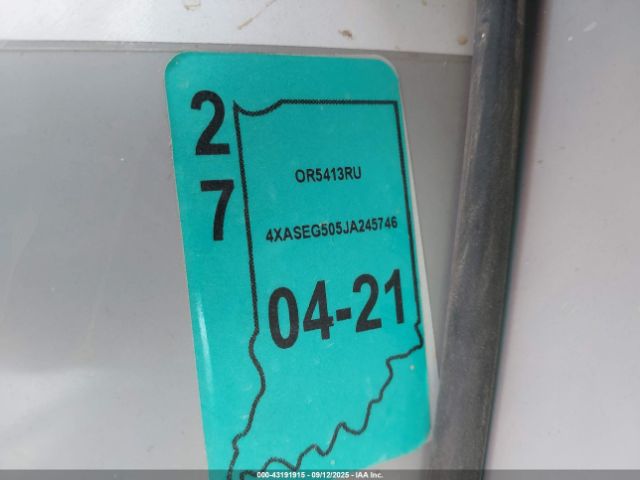 2
7
OR5413RU
4XASEG505JA245746
04-21
000-43191915 - 09/12/2025 - IAA Inc.